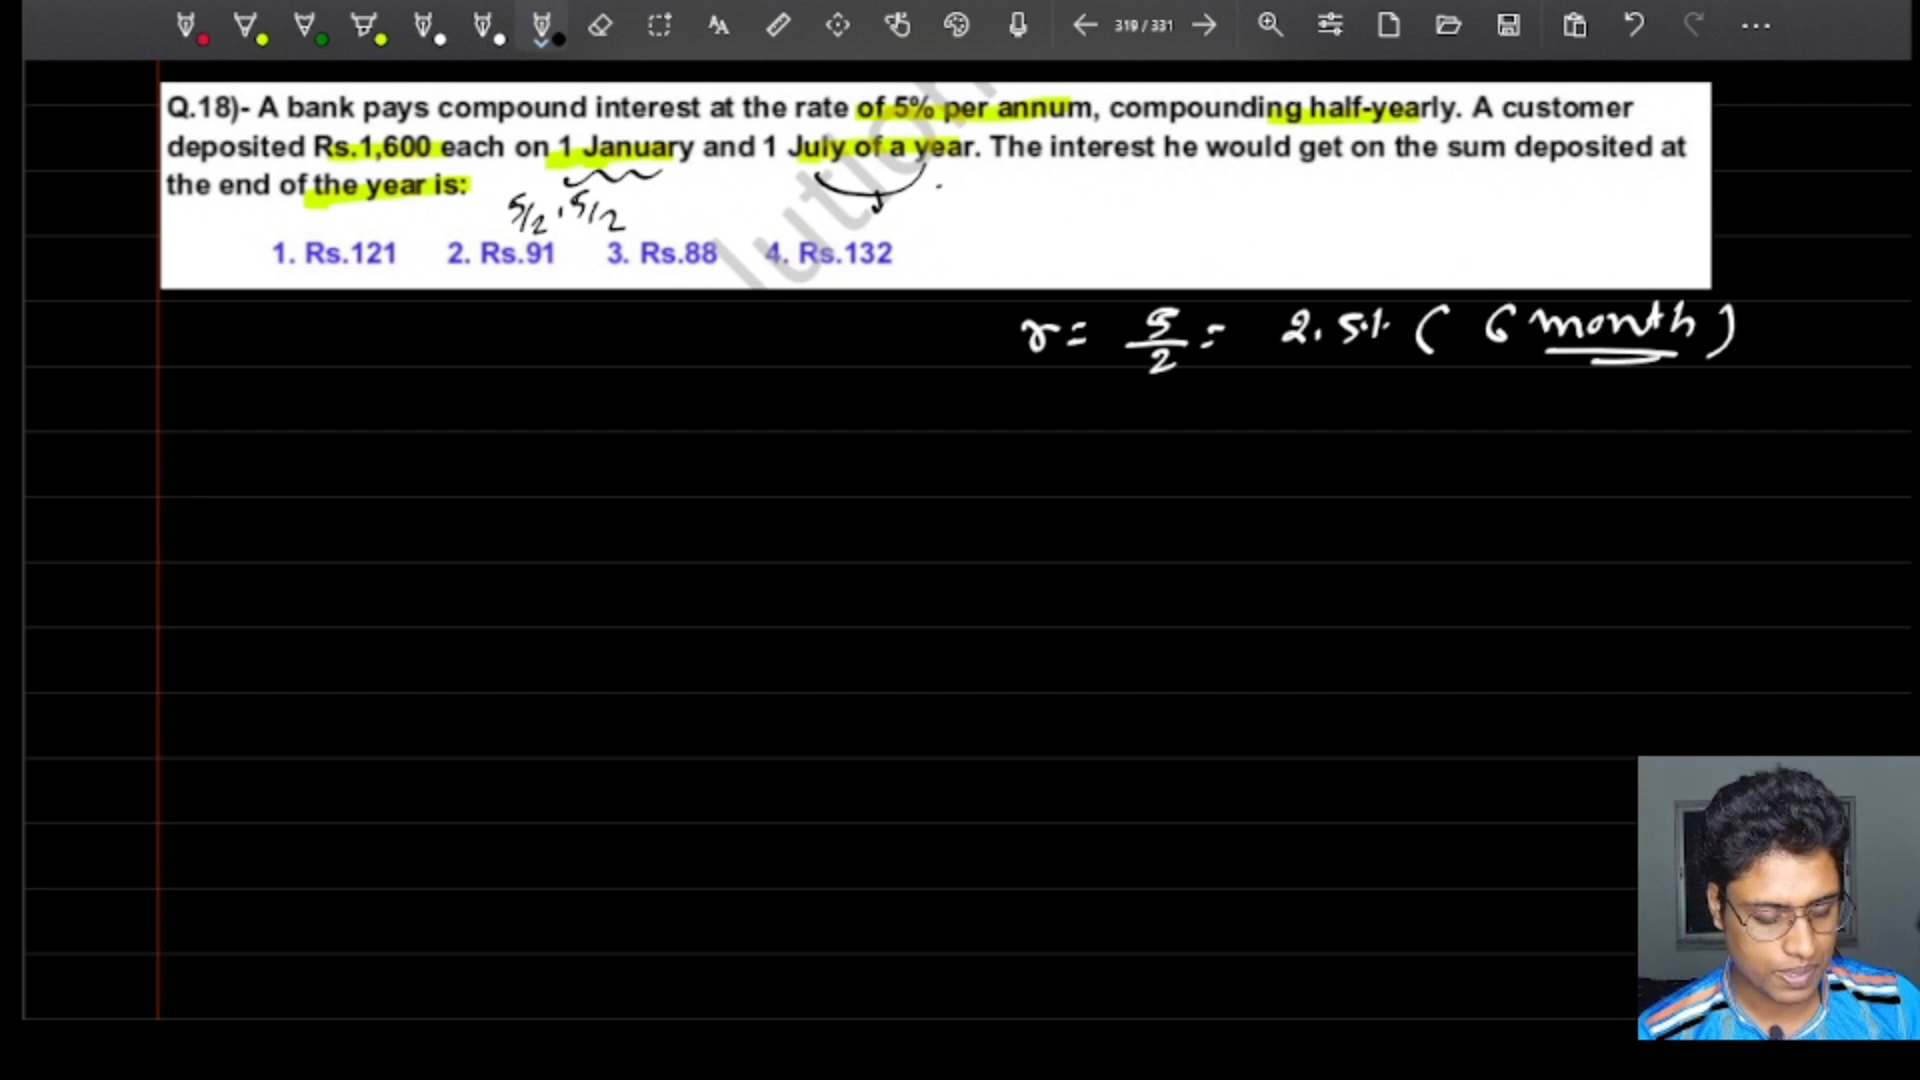 319 / 331
Q.18)- A bank pays compound interest at the rate of 5% per annum, compounding half-yearly. A customer
deposited Rs.1,600 each on 1 January and 1 July of a year. The interest he would get on the sum deposited at
the end of the year is:
5/2, 5/2
1. Rs.121 2. Rs.91 3. Rs.88 4. Rs.132
lution
r = 5/2 = 2.5% ( 6 month )